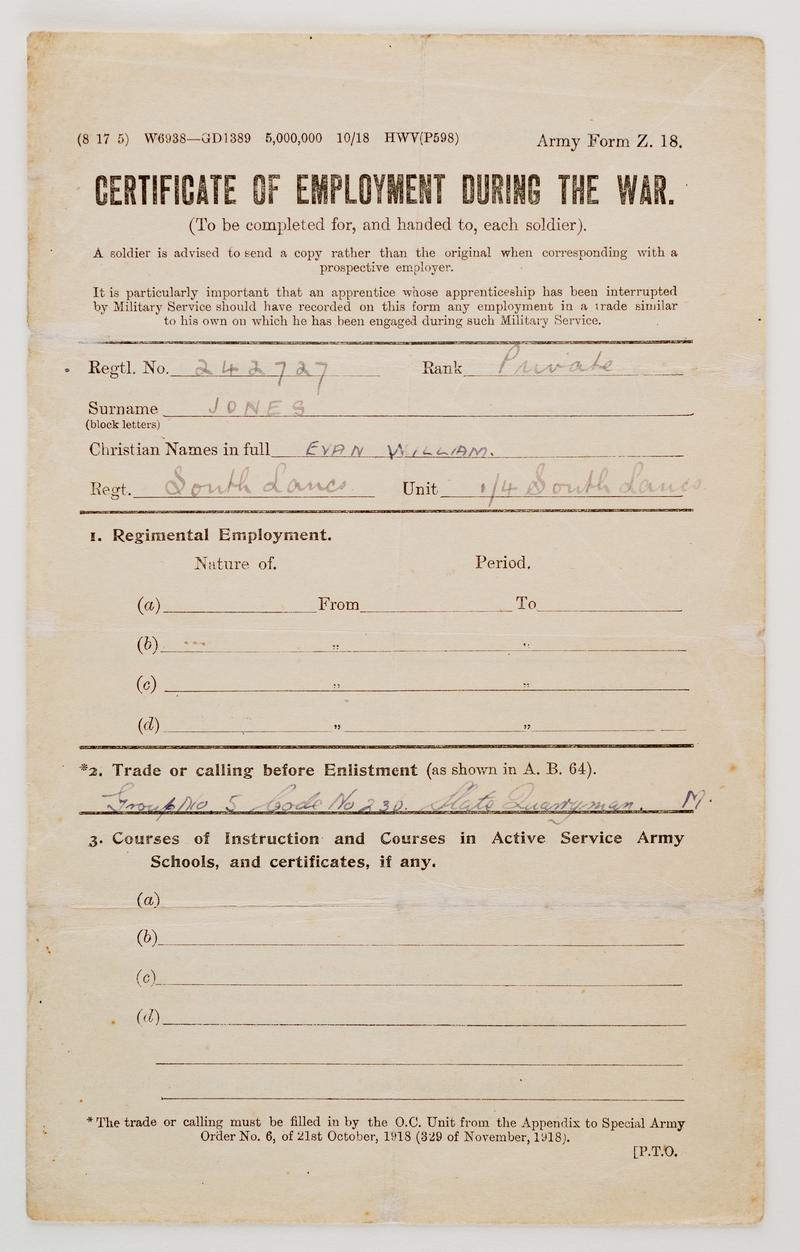 (8 17 5) W6938—GD1389 5,000,000 10/18 HWV(P598) Army Form Z. 18.
CERTIFICATE OF EMPLOYMENT DURING THE WAR.
(To be completed for, and handed to, each soldier).
A soldier is advised to send a copy rather than the original when corresponding with a
prospective employer.
It is particularly important that an apprentice whose apprenticeship has been interrupted
by Military Service should have recorded on this form any employment in a trade similar
to his own on which he has been engaged during such Military Service.
Regtl. No. 242727 Rank Private
Surname JONES
(block letters)
Christian Names in full EVAN WILLIAM.
Regt. South Lancs Unit 1/4 South Lancs
1. Regimental Employment.
Nature of. Period.
(a) From To
(b) " "
(c) " "
(d) " "
*2. Trade or calling before Enlistment (as shown in A. B. 64).
Group No. 5 Code No 230. Slate Quarryman. M.
3. Courses of Instruction and Courses in Active Service Army
Schools, and certificates, if any.
(a)
(b)
(c)
(d)
*The trade or calling must be filled in by the O.C. Unit from the Appendix to Special Army
Order No. 6, of 21st October, 1918 (329 of November, 1918).
[P.T.O.